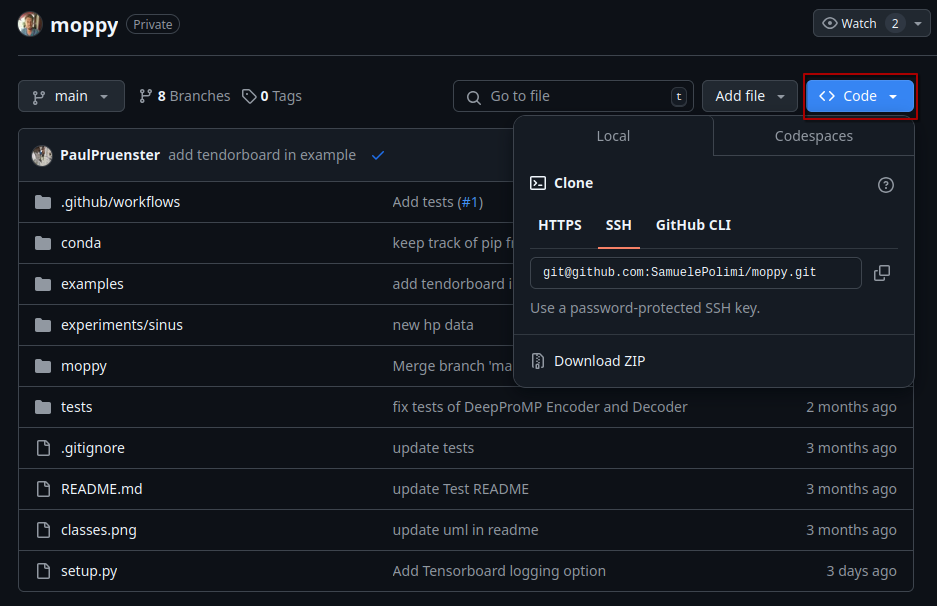 moppy Private
Watch 2
main 8 Branches 0 Tags
Go to file t
Add file
Code
Local Codespaces
Clone
HTTPS SSH GitHub CLI
git@github.com:SamuelePolimi/moppy.git
Use a password-protected SSH key.
Download ZIP
PaulPruenster add tendorboard in example
.github/workflows Add tests (#1)
conda keep track of pip fr
examples add tendorboard i
experiments/sinus new hp data
moppy Merge branch 'ma
tests fix tests of DeepProMP Encoder and Decoder 2 months ago
.gitignore update tests 3 months ago
README.md update Test README 3 months ago
classes.png update uml in readme 3 months ago
setup.py Add Tensorboard logging option 3 days ago